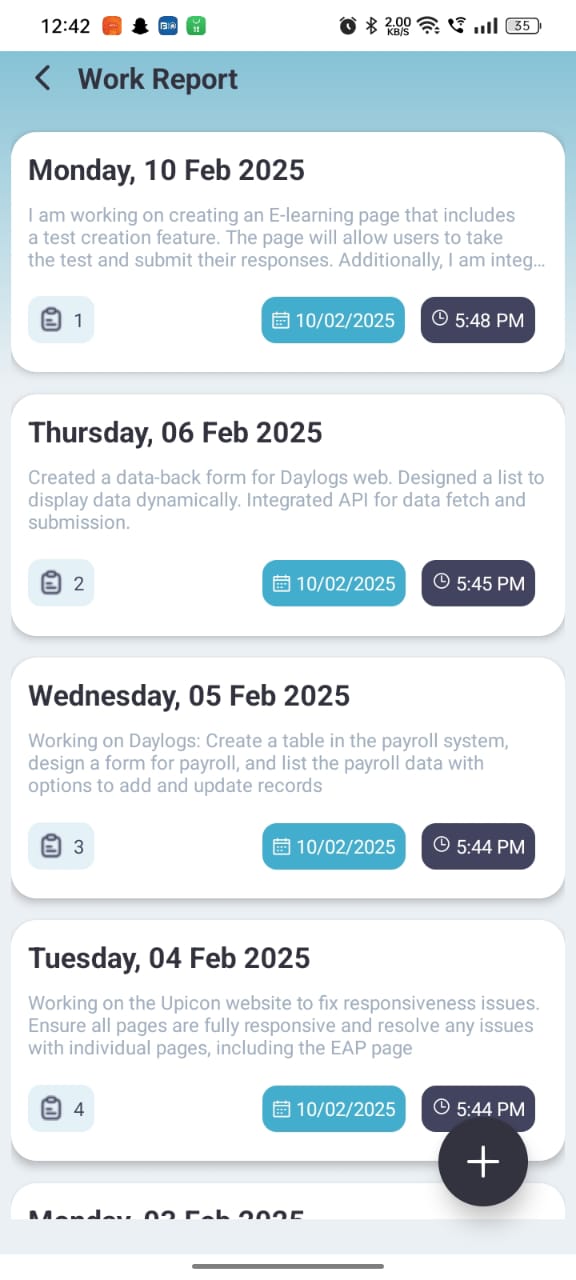 12:42
2.00
KB/S
35
Work Report
Monday, 10 Feb 2025
I am working on creating an E-learning page that includes
a test creation feature. The page will allow users to take
the test and submit their responses. Additionally, I am integ...
1
10/02/2025
5:48 PM
Thursday, 06 Feb 2025
Created a data-back form for Daylogs web. Designed a list to
display data dynamically. Integrated API for data fetch and
submission.
2
10/02/2025
5:45 PM
Wednesday, 05 Feb 2025
Working on Daylogs: Create a table in the payroll system,
design a form for payroll, and list the payroll data with
options to add and update records
3
10/02/2025
5:44 PM
Tuesday, 04 Feb 2025
Working on the Upicon website to fix responsiveness issues.
Ensure all pages are fully responsive and resolve any issues
with individual pages, including the EAP page
4
10/02/2025
5:44 PM
Monday, 03 Feb 2025